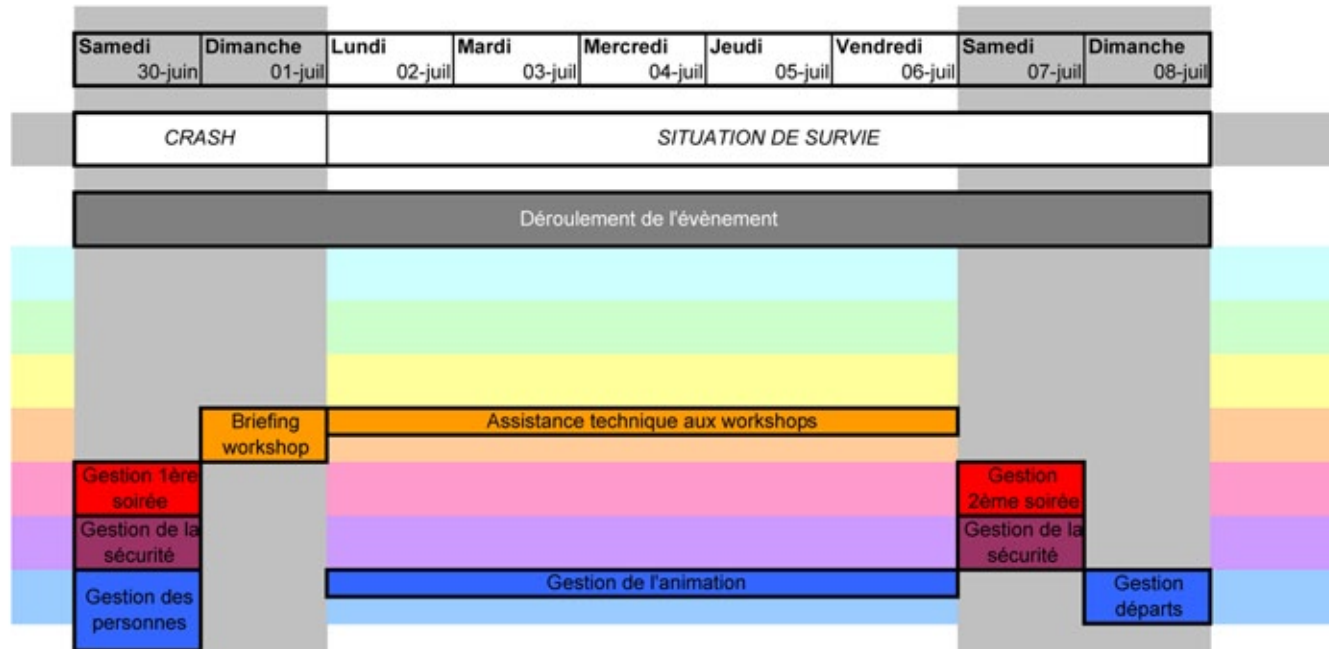 Samedi Dimanche Lundi Mardi Mercredi Jeudi Vendredi Samedi Dimanche
30-juin 01-juil 02-juil 03-juil 04-juil 05-juil 06-juil 07-juil 08-juil
CRASH SITUATION DE SURVIE
Déroulement de l'évènement
Briefing
workshop
Assistance technique aux workshops
Gestion 1ère
soirée
Gestion
2ème soirée
Gestion de la
sécurité
Gestion de la
sécurité
Gestion des
personnes
Gestion de l'animation
Gestion
départs